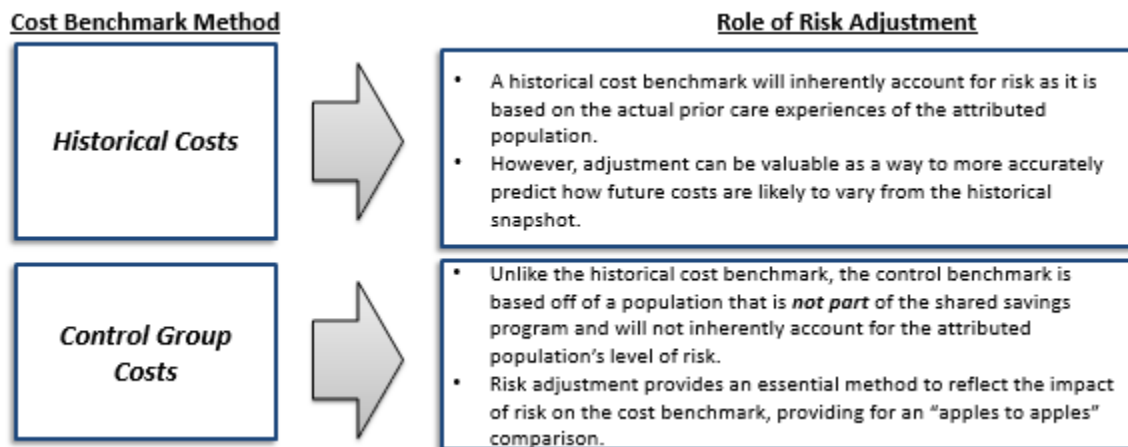 Cost Benchmark Method
Role of Risk Adjustment
Historical Costs
• A historical cost benchmark will inherently account for risk as it is
based on the actual prior care experiences of the attributed
population.
• However, adjustment can be valuable as a way to more accurately
predict how future costs are likely to vary from the historical
snapshot.
Control Group
Costs
• Unlike the historical cost benchmark, the control benchmark is
based off of a population that is not part of the shared savings
program and will not inherently account for the attributed
population's level of risk.
• Risk adjustment provides an essential method to reflect the impact
of risk on the cost benchmark, providing for an “apples to apples”
comparison.